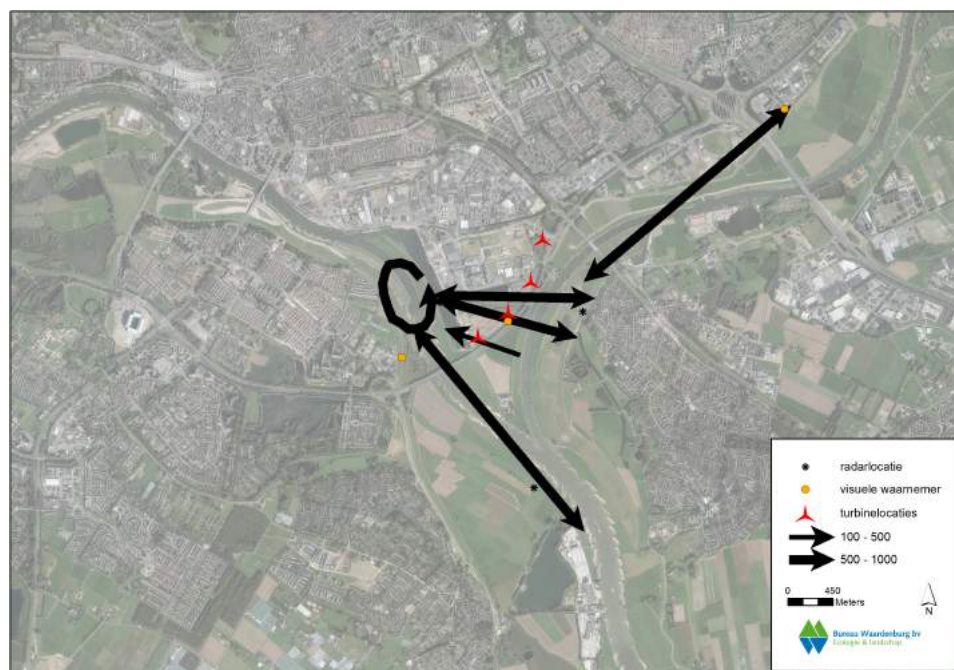 radarlocatie
visuele waarnemer
turbinelocaties
100 - 500
500 - 1000
0 450
Meters
N
Bureau Waardenburg bv
Ecologie & landschap